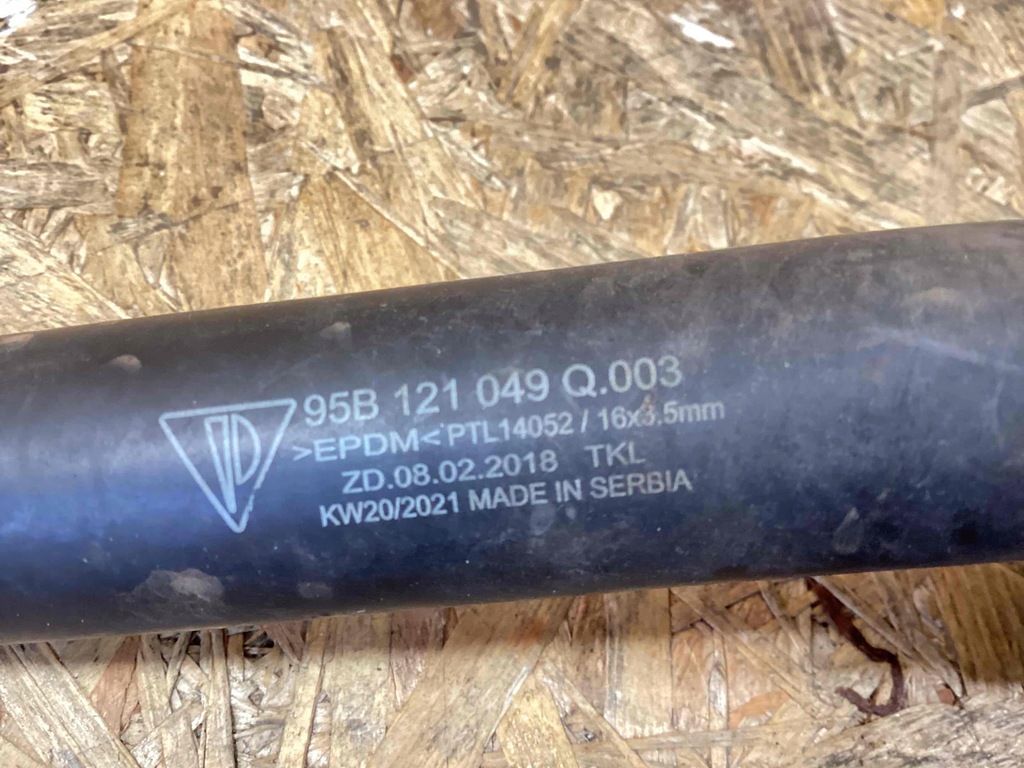 95B 121 049 Q.003
>EPDM< PTL14052 / 16x3.5mm
ZD.08.02.2018 TKL
KW20/2021 MADE IN SERBIA